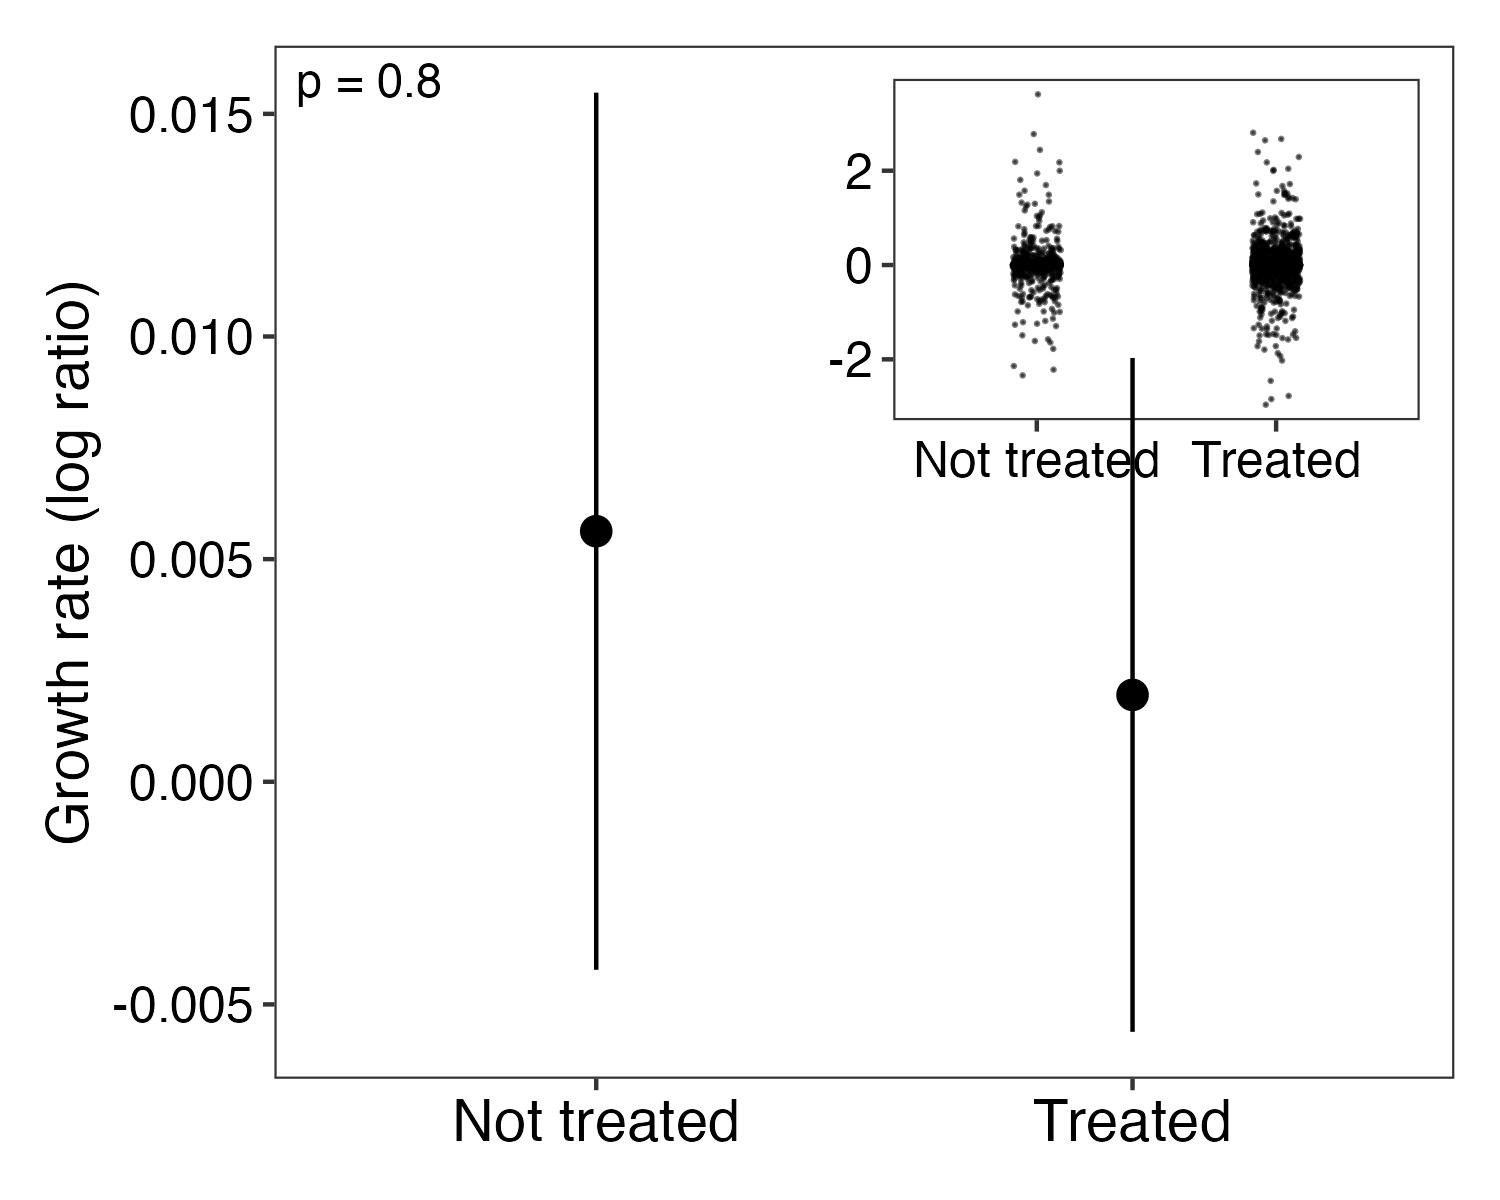 p = 0.8
Growth rate (log ratio)
0.015
0.010
0.005
0.000
-0.005
Not treated
Treated
2
0
-2
Not treated
Treated